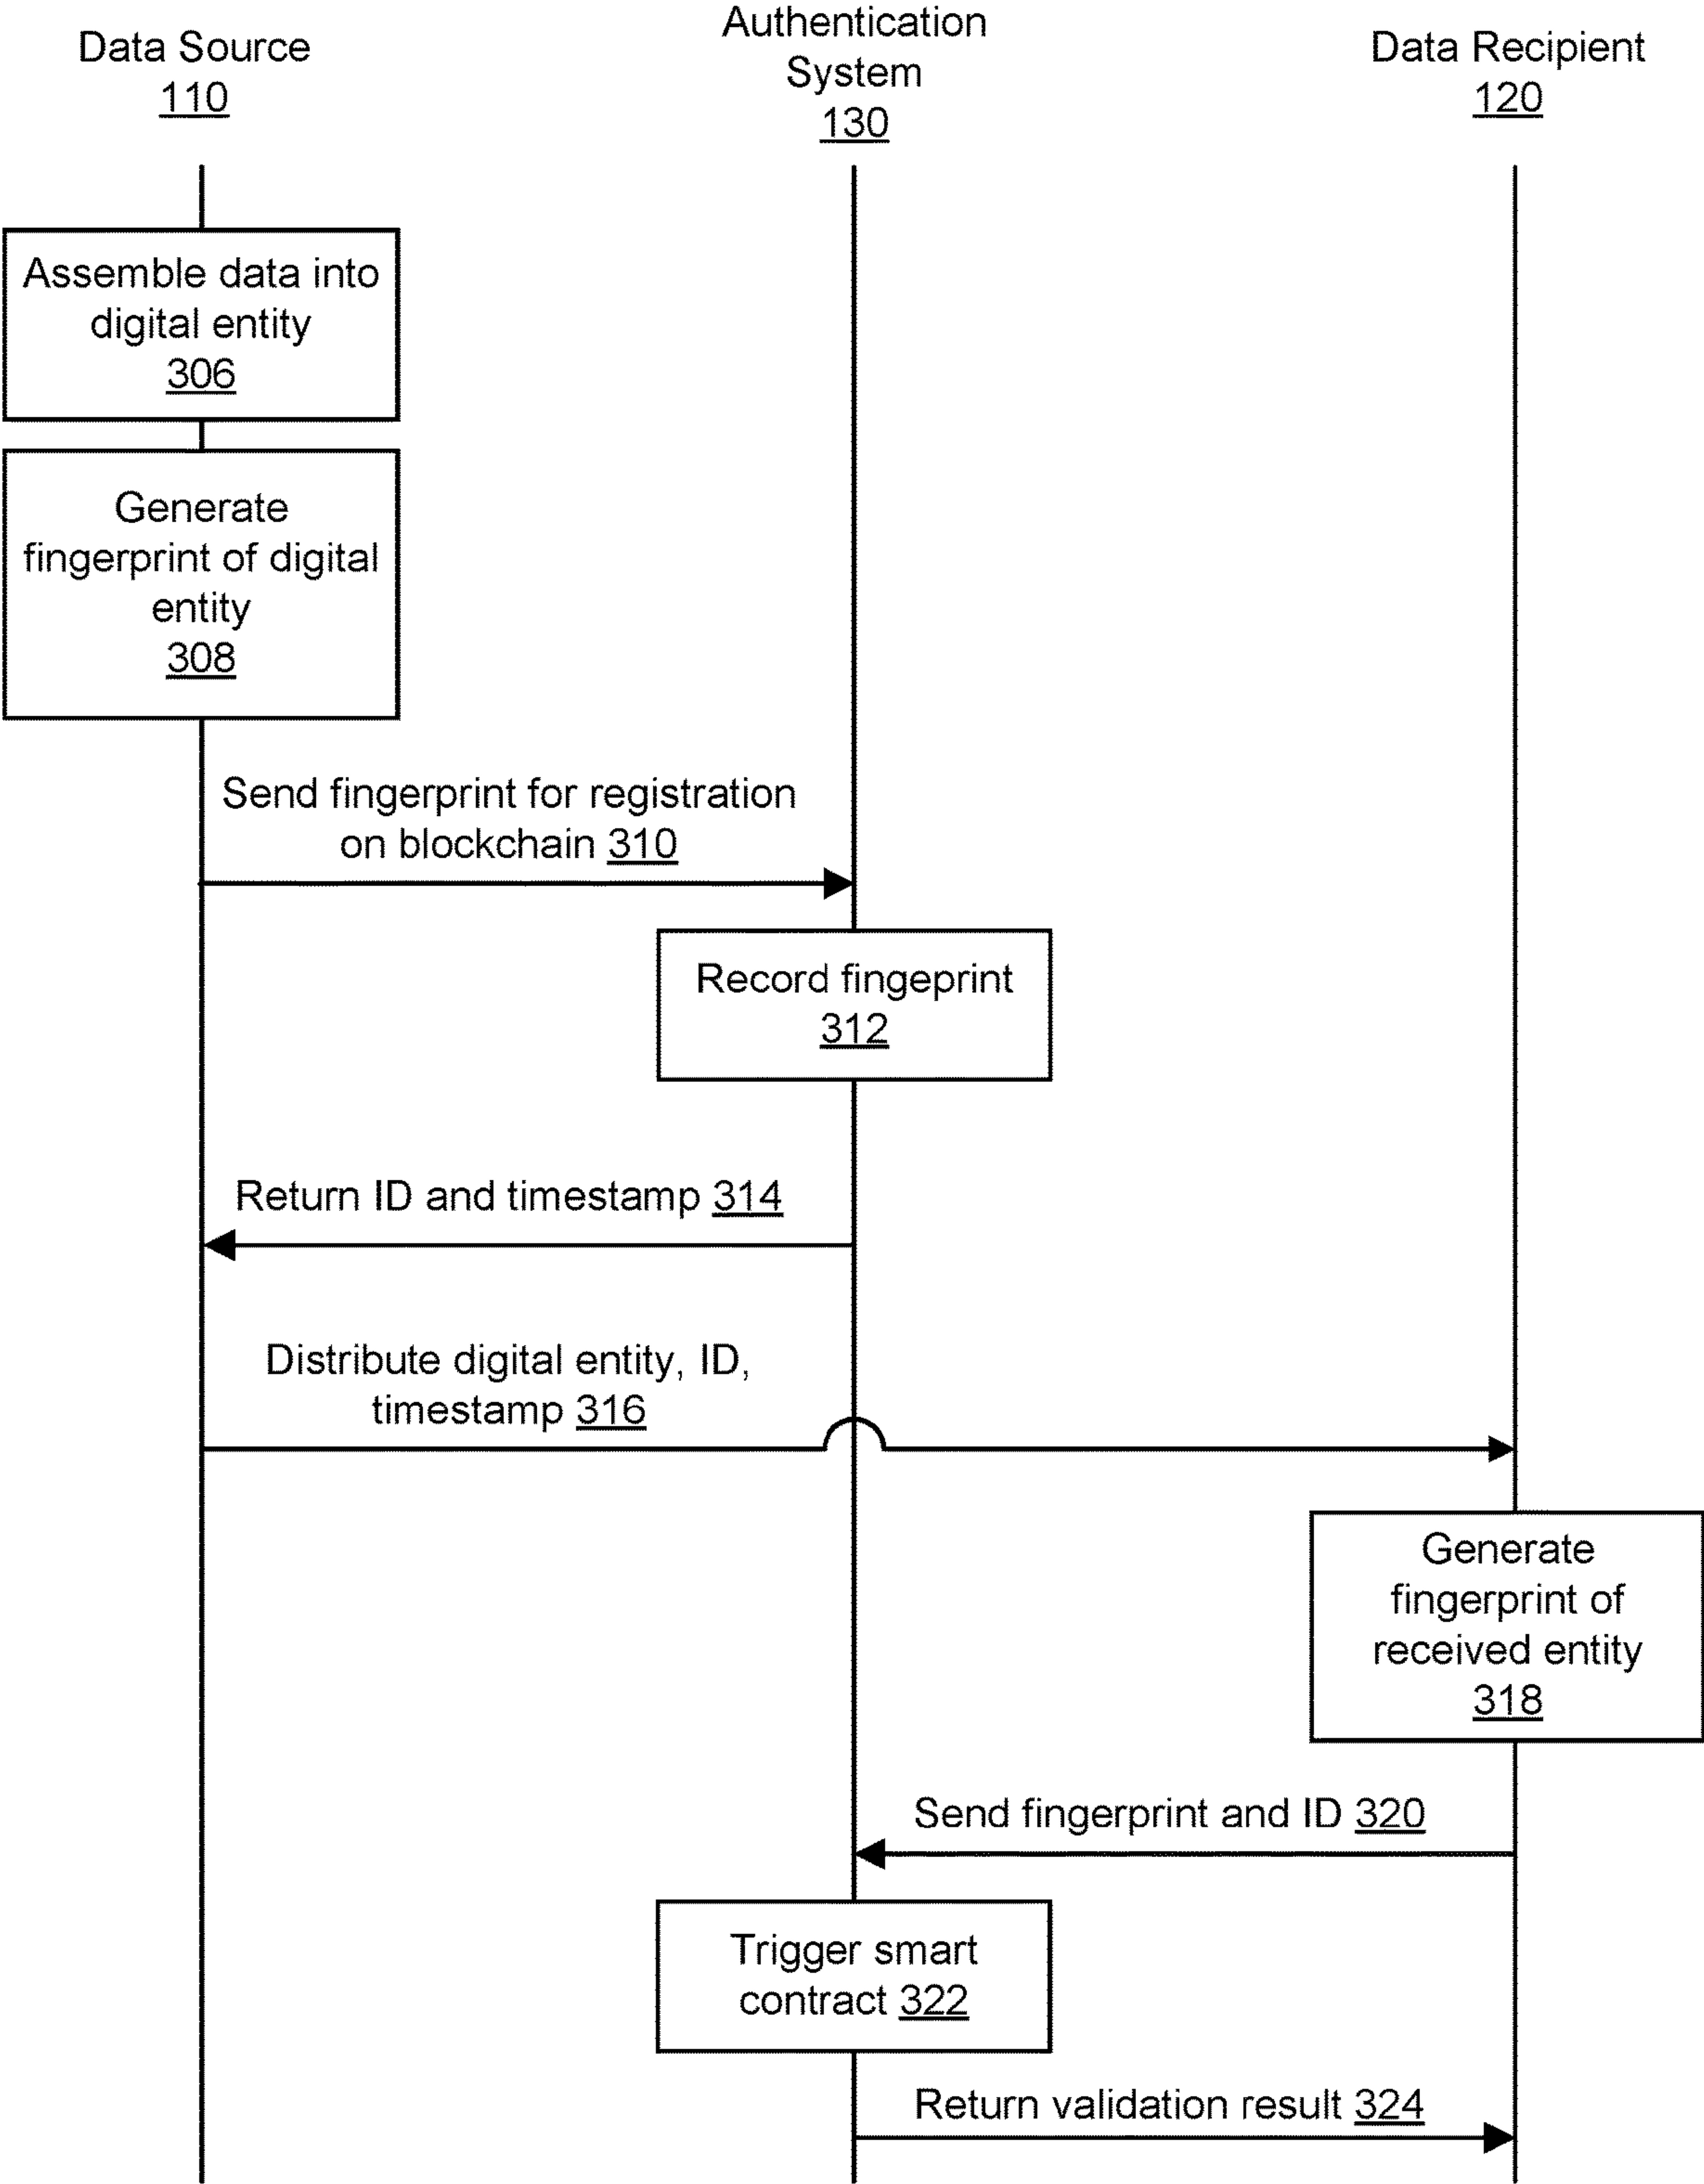 Data Source
110
Authentication
System
130
Data Recipient
120
Assemble data into
digital entity
306
Generate
fingerprint of digital
entity
308
Send fingerprint for registration
on blockchain 310
Record fingeprint
312
Return ID and timestamp 314
Distribute digital entity, ID,
timestamp 316
Generate
fingerprint of
received entity
318
Send fingerprint and ID 320
Trigger smart
contract 322
Return validation result 324